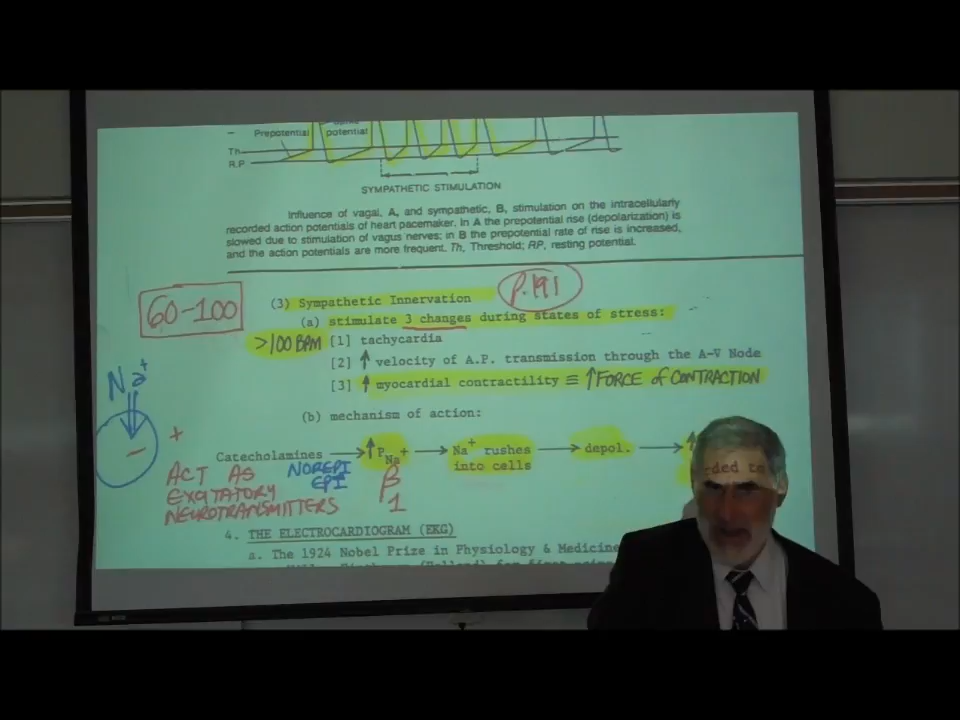 Prepotential potential
Th
R.P
SYMPATHETIC STIMULATION
Influence of vagal, A, and sympathetic, B, stimulation on the intracellularly
recorded action potentials of heart pacemaker. In A the prepotential rise (depolarization) is
slowed due to stimulation of vagus nerves; in B the prepotential rate of rise is increased,
and the action potentials are more frequent. Th, Threshold; RP, resting potential.
60-100
(3) Sympathetic Innervation
p.191
(a) stimulate 3 changes during states of stress:
>100 BPM [1] tachycardia
[2] ↑ velocity of A.P. transmission through the A-V Node
[3] ↑ myocardial contractility ≡ ↑ FORCE of CONTRACTION
(b) mechanism of action:
Na+
+
−
Catecholamines → ↑ PNa+ → Na+ rushes into cells → depol. → ↑
ACT AS
EXCITATORY
NEUROTRANSMITTERS
NOREPI
EPI
β
1
4. THE ELECTROCARDIOGRAM (EKG)
a. The 1924 Nobel Prize in Physiology & Medicine